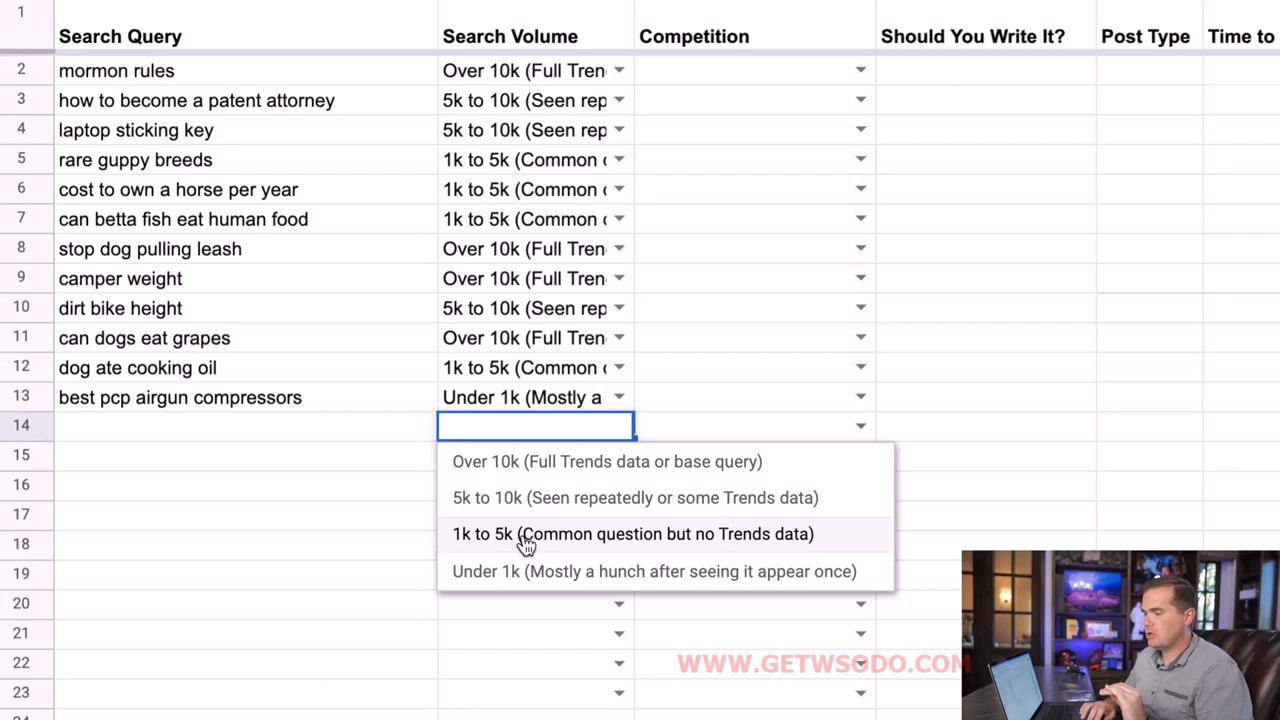 1
Search Query Search Volume Competition Should You Write It? Post Type Time to
2 mormon rules Over 10k (Full Tren
3 how to become a patent attorney 5k to 10k (Seen rep
4 laptop sticking key 5k to 10k (Seen rep
5 rare guppy breeds 1k to 5k (Common
6 cost to own a horse per year 1k to 5k (Common
7 can betta fish eat human food 1k to 5k (Common
8 stop dog pulling leash Over 10k (Full Tren
9 camper weight Over 10k (Full Tren
10 dirt bike height 5k to 10k (Seen rep
11 can dogs eat grapes Over 10k (Full Tren
12 dog ate cooking oil 1k to 5k (Common
13 best pcp airgun compressors Under 1k (Mostly a
14
15 Over 10k (Full Trends data or base query)
16 5k to 10k (Seen repeatedly or some Trends data)
17
18 1k to 5k (Common question but no Trends data)
19 Under 1k (Mostly a hunch after seeing it appear once)
20
21
22 WWW.GETWSODO.COM
23